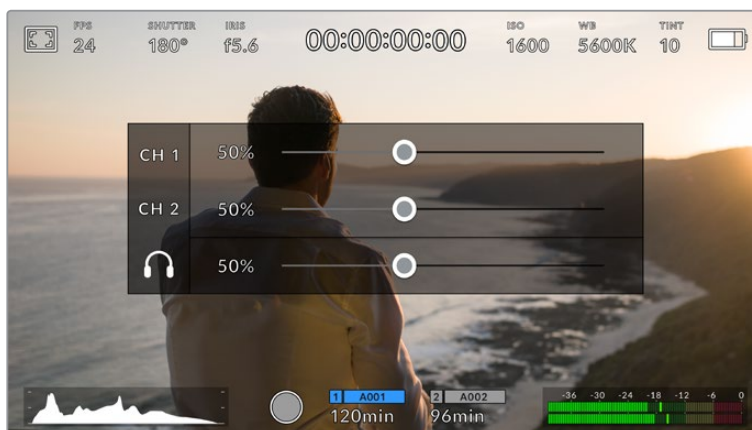 FPS SHUTTER IRIS ISO WB TINT
24 180° f5.6 00:00:00:00 1600 5600K 10
CH 1 50%
CH 2 50%
50%
1 A001 2 A002
120min 96min
-36 -30 -24 -18 -12 -6 0